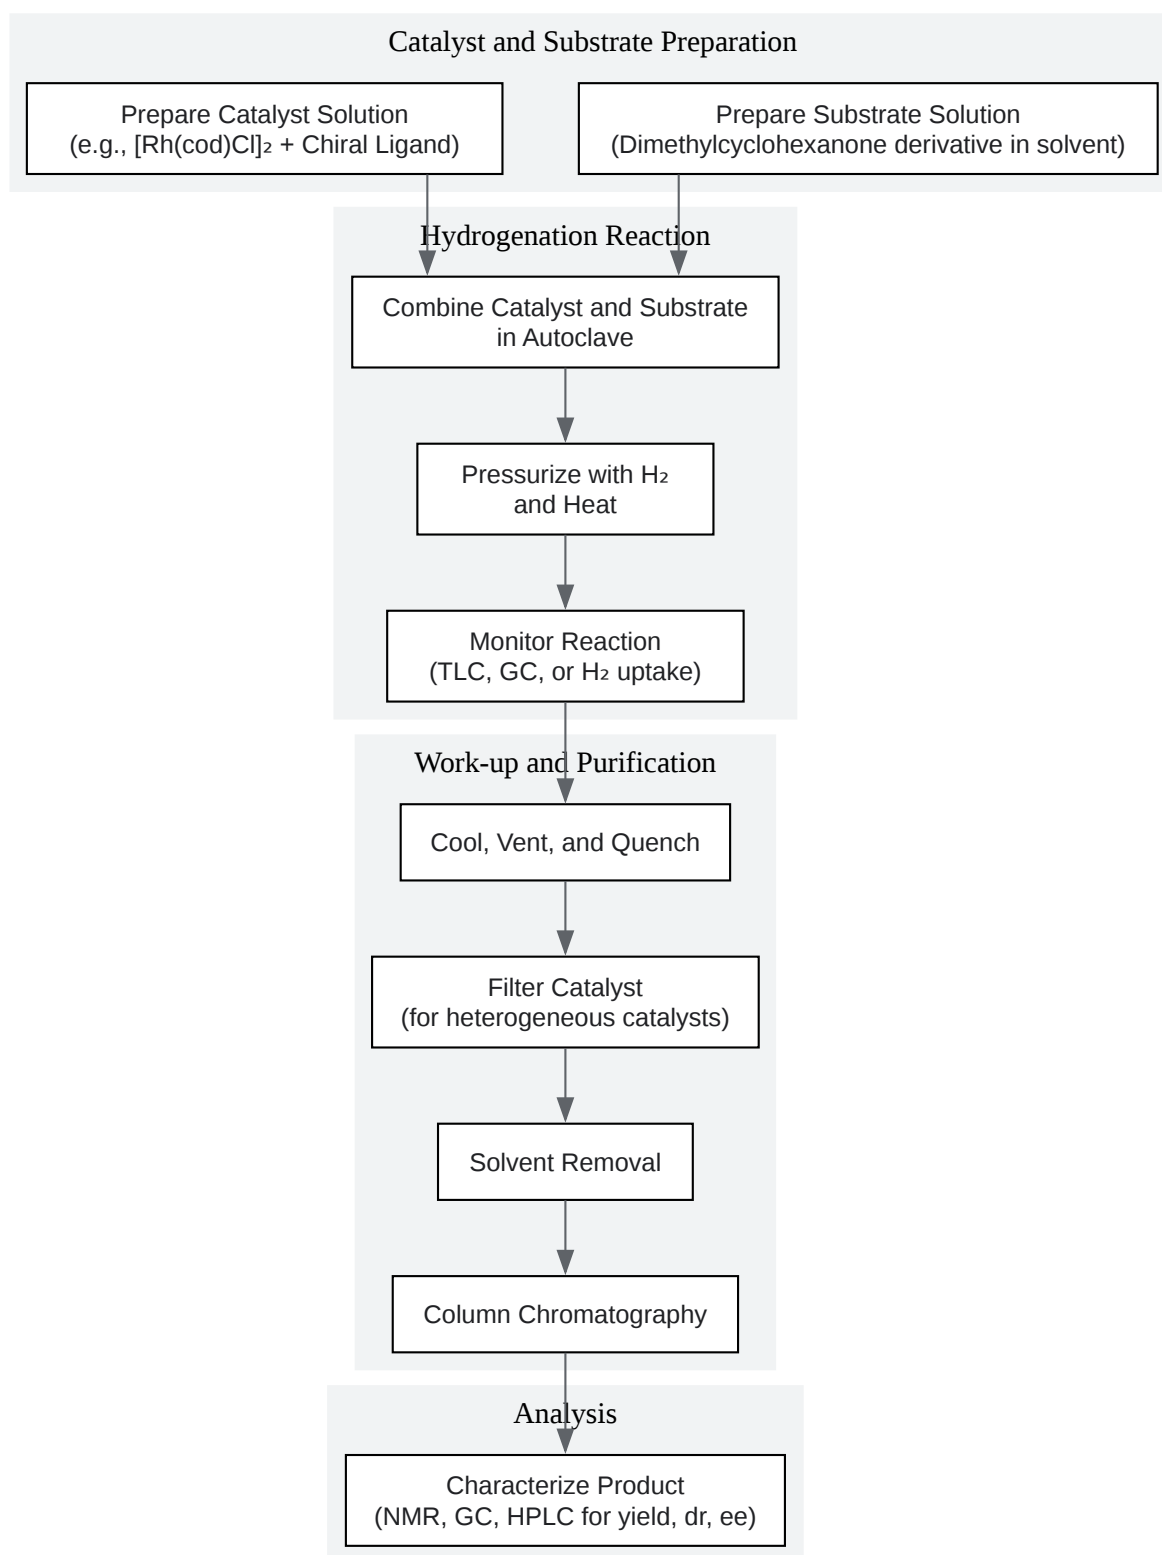 Catalyst and Substrate Preparation
Prepare Catalyst Solution
(e.g., [Rh(cod)Cl]₂ + Chiral Ligand)
Prepare Substrate Solution
(Dimethylcyclohexanone derivative in solvent)
Hydrogenation Reaction
Combine Catalyst and Substrate
in Autoclave
Pressurize with H₂
and Heat
Monitor Reaction
(TLC, GC, or H₂ uptake)
Work-up and Purification
Cool, Vent, and Quench
Filter Catalyst
(for heterogeneous catalysts)
Solvent Removal
Column Chromatography
Analysis
Characterize Product
(NMR, GC, HPLC for yield, dr, ee)